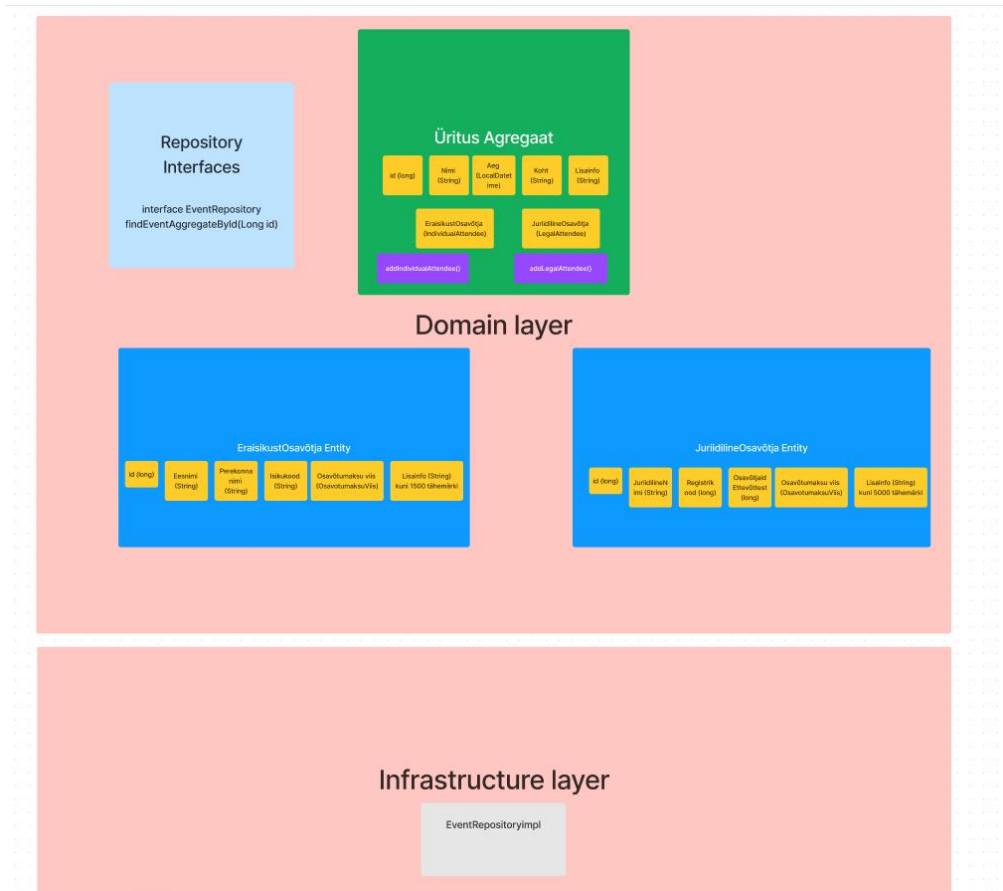 Repository
Interfaces
interface EventRepository
findEventAggregateById(Long id)
Üritus Agregaat
id (long)
Nimi
(String)
Aeg
(LocalDatet
ime)
Koht
(String)
Lisainfo
(String)
EraisikustOsavõtja
(IndividualAttendee)
JuriidilineOsavõtja
(LegalAttendee)
addIndividualAttendee()
addLegalAttendee()
Domain layer
EraisikustOsavõtja Entity
id (long)
Eesnimi
(String)
Perekonna
nimi
(String)
Isikukood
(String)
Osavõtumaksu viis
(OsavotumaksuViis)
Lisainfo (String)
kuni 1500 tähemärki
JuriidilineOsavõtja Entity
id (long)
JuriidilineN
imi (String)
Registrik
ood (long)
Osavõtjaid
Ettevõttest
(long)
Osavõtumaksu viis
(OsavotumaksuViis)
Lisainfo (String)
kuni 5000 tähemärki
Infrastructure layer
EventRepositoryimpl